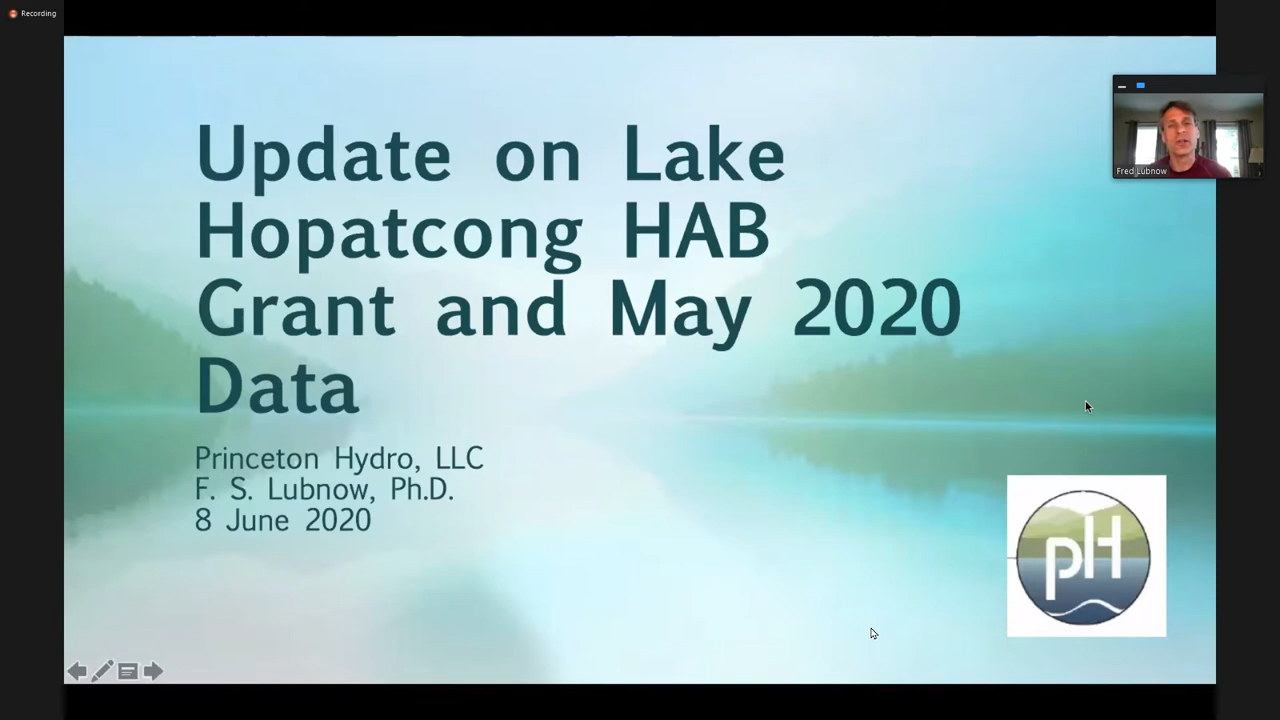 Recording
Update on Lake
Hopatcong HAB
Grant and May 2020
Data
Fred Lubnow
Princeton Hydro, LLC
F. S. Lubnow, Ph.D.
8 June 2020
pH